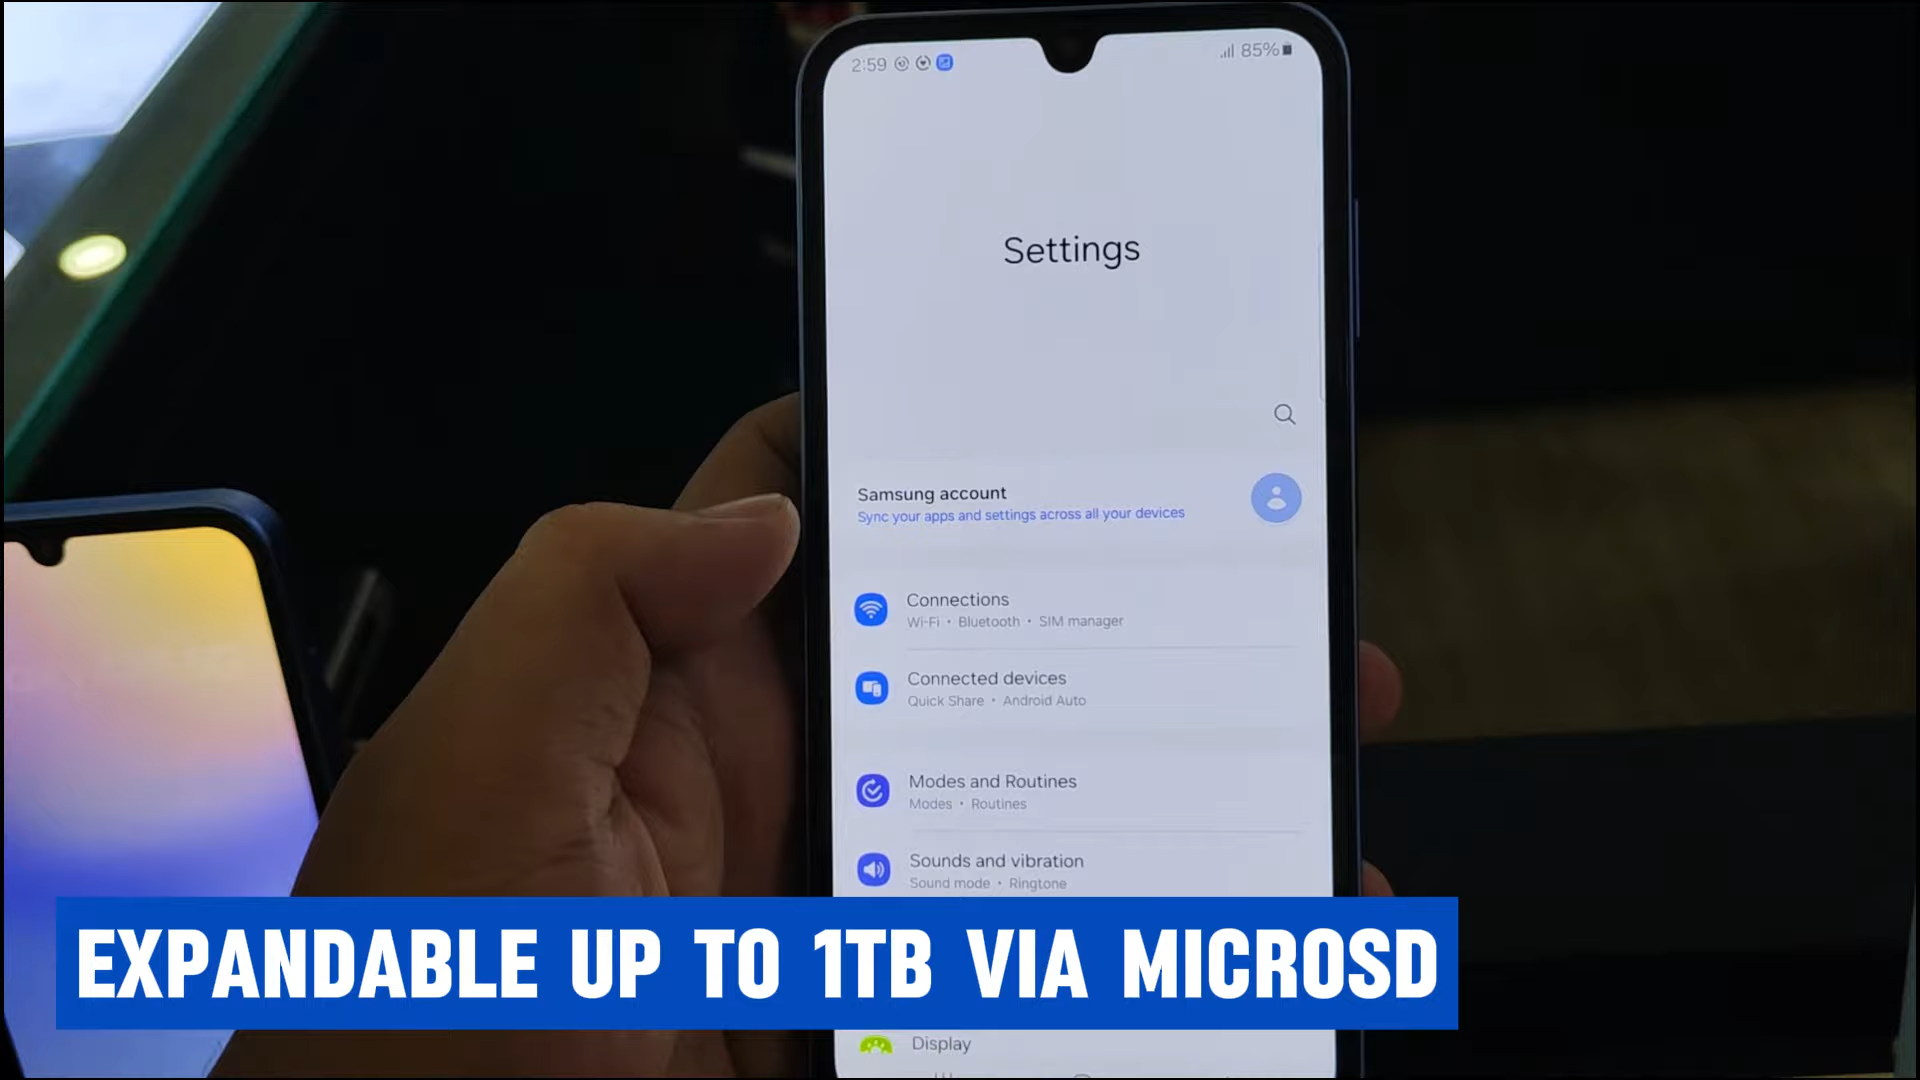 2:59
85%
Settings
Samsung account
Sync your apps and settings across all your devices
Connections
Wi-Fi • Bluetooth • SIM manager
Connected devices
Quick Share • Android Auto
Modes and Routines
Modes • Routines
Sounds and vibration
Sound mode • Ringtone
EXPANDABLE UP TO 1TB VIA MICROSD
Display